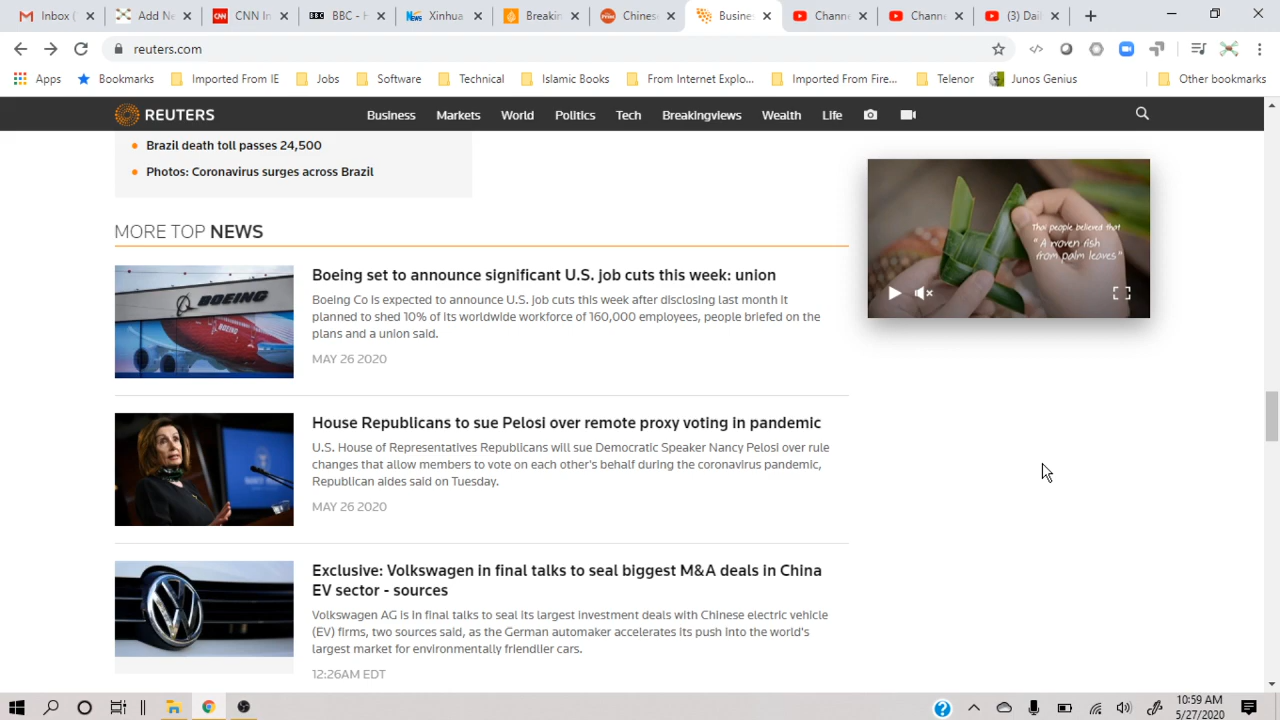 Inbox (
Add Ne
CNN In
BBC - H
Xinhua
Breakin
Chinese
Busine
Chann
Chann
(3) Dai
reuters.com
Apps
Bookmarks
Imported From IE
Jobs
Software
Technical
Islamic Books
From Internet Explo...
Imported From Fire...
Telenor
Junos Genius
Other bookmarks
REUTERS
Business
Markets
World
Politics
Tech
Breakingviews
Wealth
Life
Brazil death toll passes 24,500
Photos: Coronavirus surges across Brazil
MORE TOP NEWS
Thai people believed that
"A woven fish
from palm leaves"
BOEING
BOEING
Boeing set to announce significant U.S. job cuts this week: union
Boeing Co is expected to announce U.S. job cuts this week after disclosing last month it
planned to shed 10% of its worldwide workforce of 160,000 employees, people briefed on the
plans and a union said.
MAY 26 2020
House Republicans to sue Pelosi over remote proxy voting in pandemic
U.S. House of Representatives Republicans will sue Democratic Speaker Nancy Pelosi over rule
changes that allow members to vote on each other's behalf during the coronavirus pandemic,
Republican aides said on Tuesday.
MAY 26 2020
Exclusive: Volkswagen in final talks to seal biggest M&A deals in China
EV sector - sources
Volkswagen AG is in final talks to seal its largest investment deals with Chinese electric vehicle
(EV) firms, two sources said, as the German automaker accelerates its push into the world's
largest market for environmentally friendlier cars.
12:26AM EDT
10:59 AM
5/27/2020